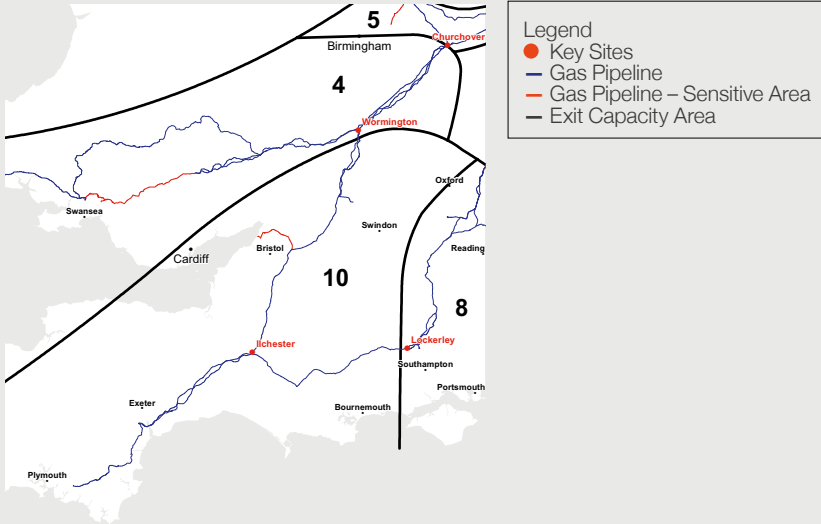 5
Birmingham
Churchover
4
Wormington
Oxford
Swansea
Swindon
Bristol
Reading
Cardiff
10
8
Ilchester
Lockerley
Southampton
Portsmouth
Exeter
Bournemouth
Plymouth
Legend
Key Sites
Gas Pipeline
Gas Pipeline – Sensitive Area
Exit Capacity Area